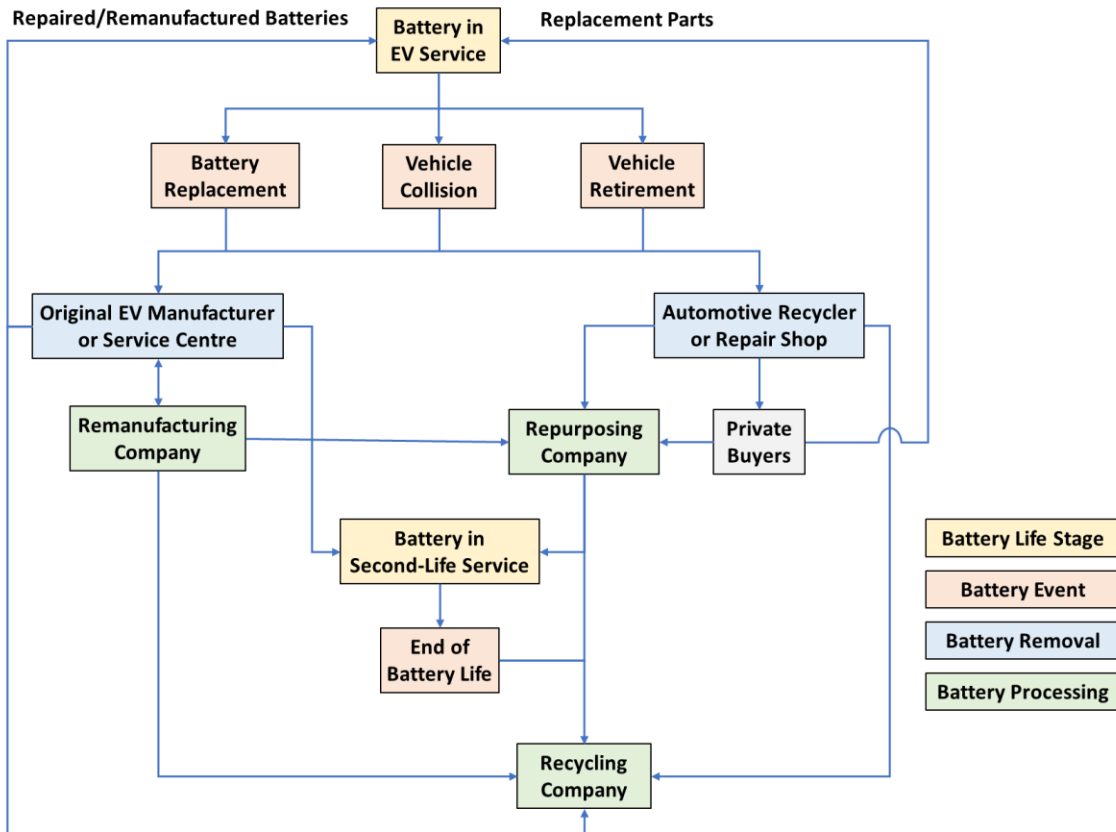 Repaired/Remanufactured Batteries
Battery in
EV Service
Replacement Parts
Battery
Replacement
Vehicle
Collision
Vehicle
Retirement
Original EV Manufacturer
or Service Centre
Automotive Recycler
or Repair Shop
Remanufacturing
Company
Repurposing
Company
Private
Buyers
Battery in
Second-Life Service
End of
Battery Life
Recycling
Company
Battery Life Stage
Battery Event
Battery Removal
Battery Processing